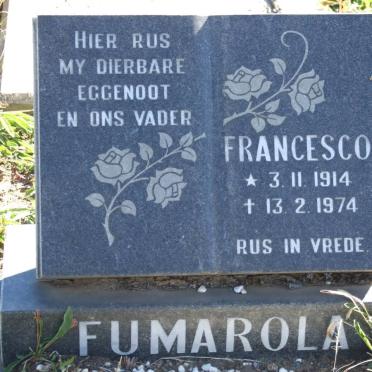 HIER RUS
MY DIERBARE
EGGENOOT
EN ONS VADER
FRANCESCO
★ 3.11.1914
✝ 13.2.1974
RUS IN VREDE
FUMAROLA